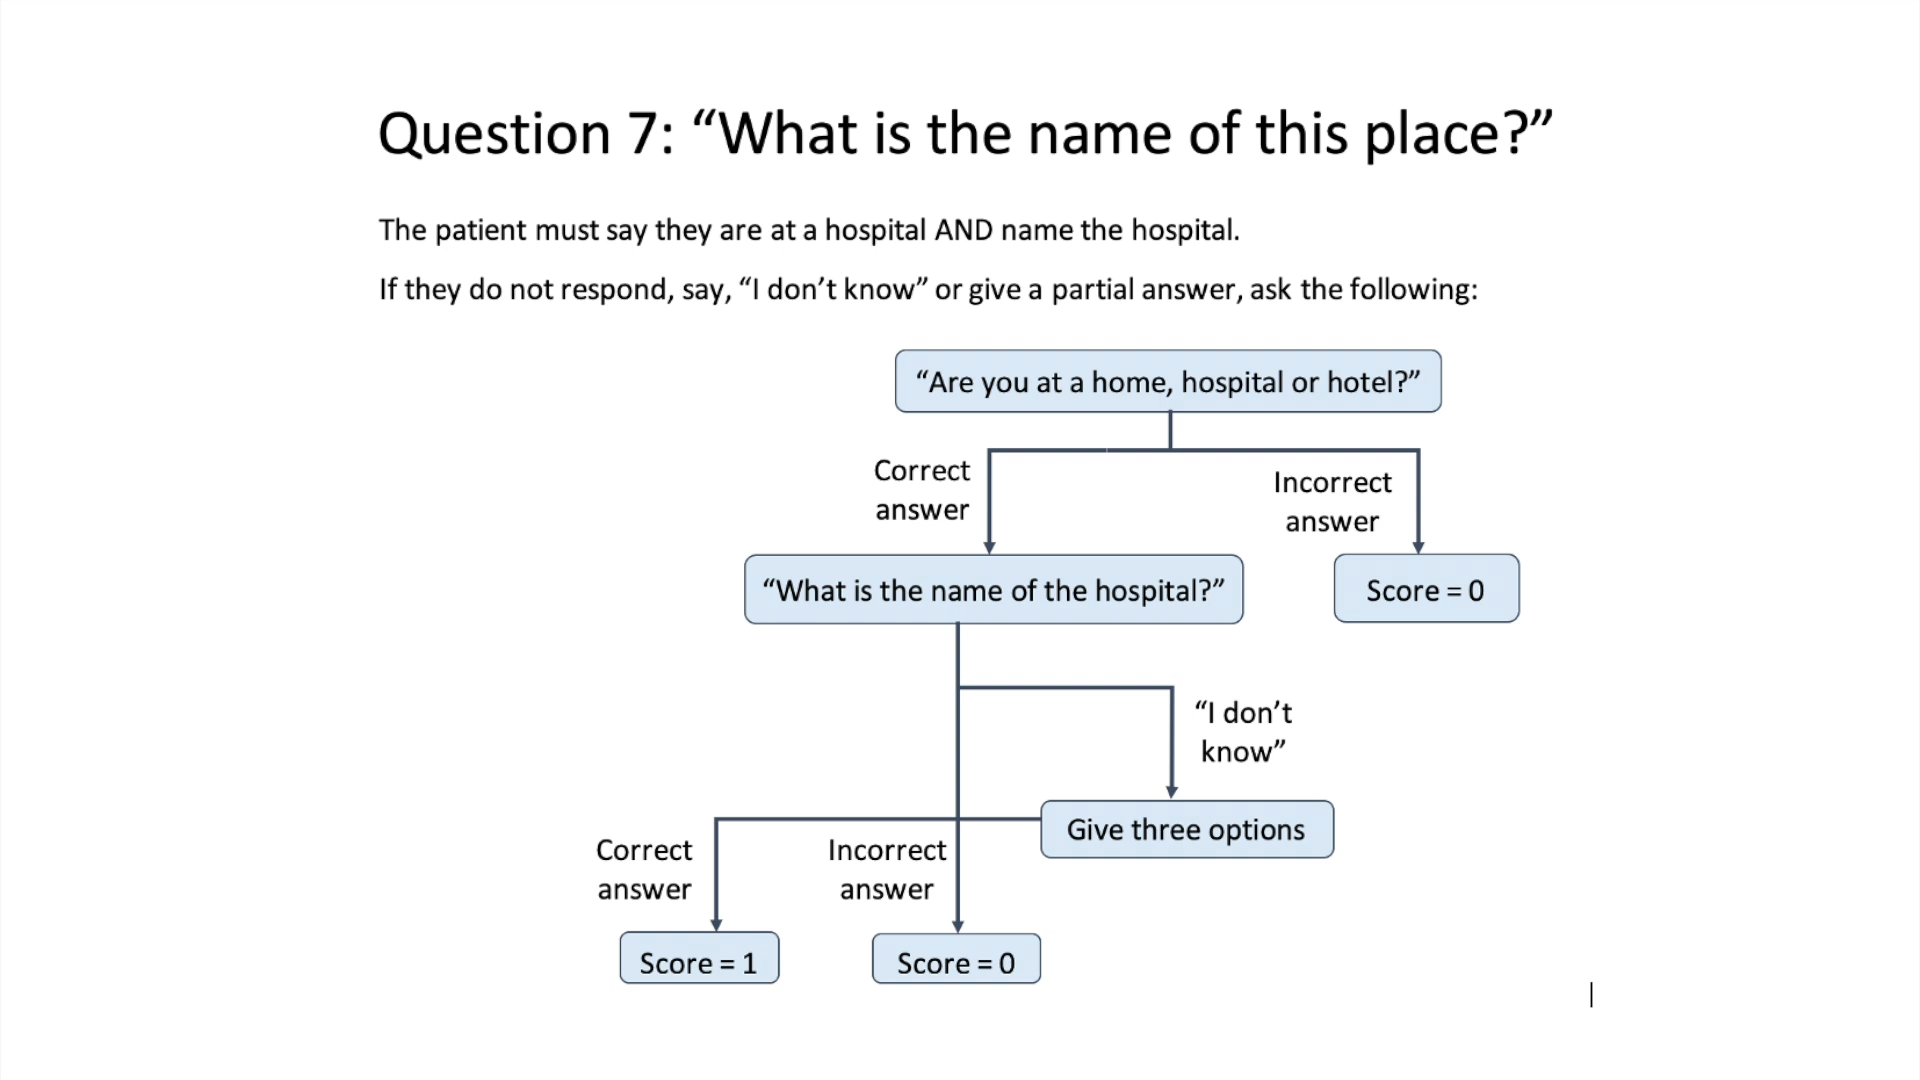 Question 7: “What is the name of this place?”
The patient must say they are at a hospital AND name the hospital.
If they do not respond, say, “I don’t know” or give a partial answer, ask the following:
“Are you at a home, hospital or hotel?”
Correct
answer
Incorrect
answer
“What is the name of the hospital?”
Score = 0
“I don’t
know”
Give three options
Correct
answer
Incorrect
answer
Score = 1
Score = 0